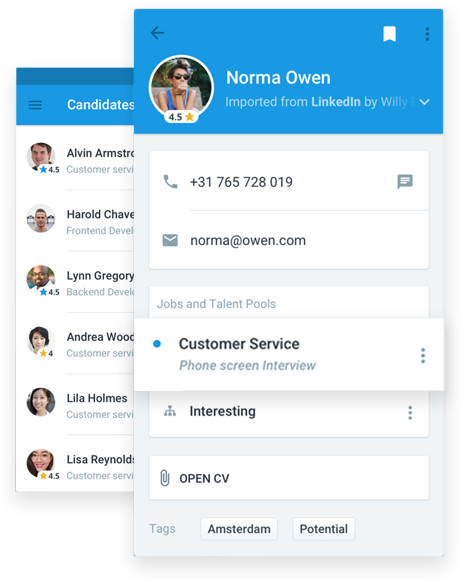 Candidates
Alvin Armstro
4.5
Customer servi
Harold Chave
Frontend Devel
Lynn Gregory
4.5
Backend Develo
Andrea Wood
4
Customer servi
Lila Holmes
Customer servi
Lisa Reynolds
4.5
Customer servi
Norma Owen
4.5
Imported from LinkedIn by Willy
+31 765 728 019
norma@owen.com
Jobs and Talent Pools
Customer Service
Phone screen Interview
Interesting
OPEN CV
Tags
Amsterdam
Potential